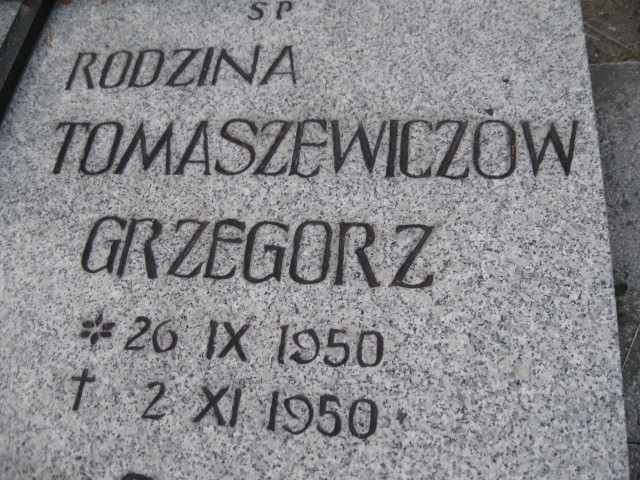 SP
RODZINA
TOMASZEWICZÓW
GRZEGORZ
* 26 IX 1950
† 2 XI 1950